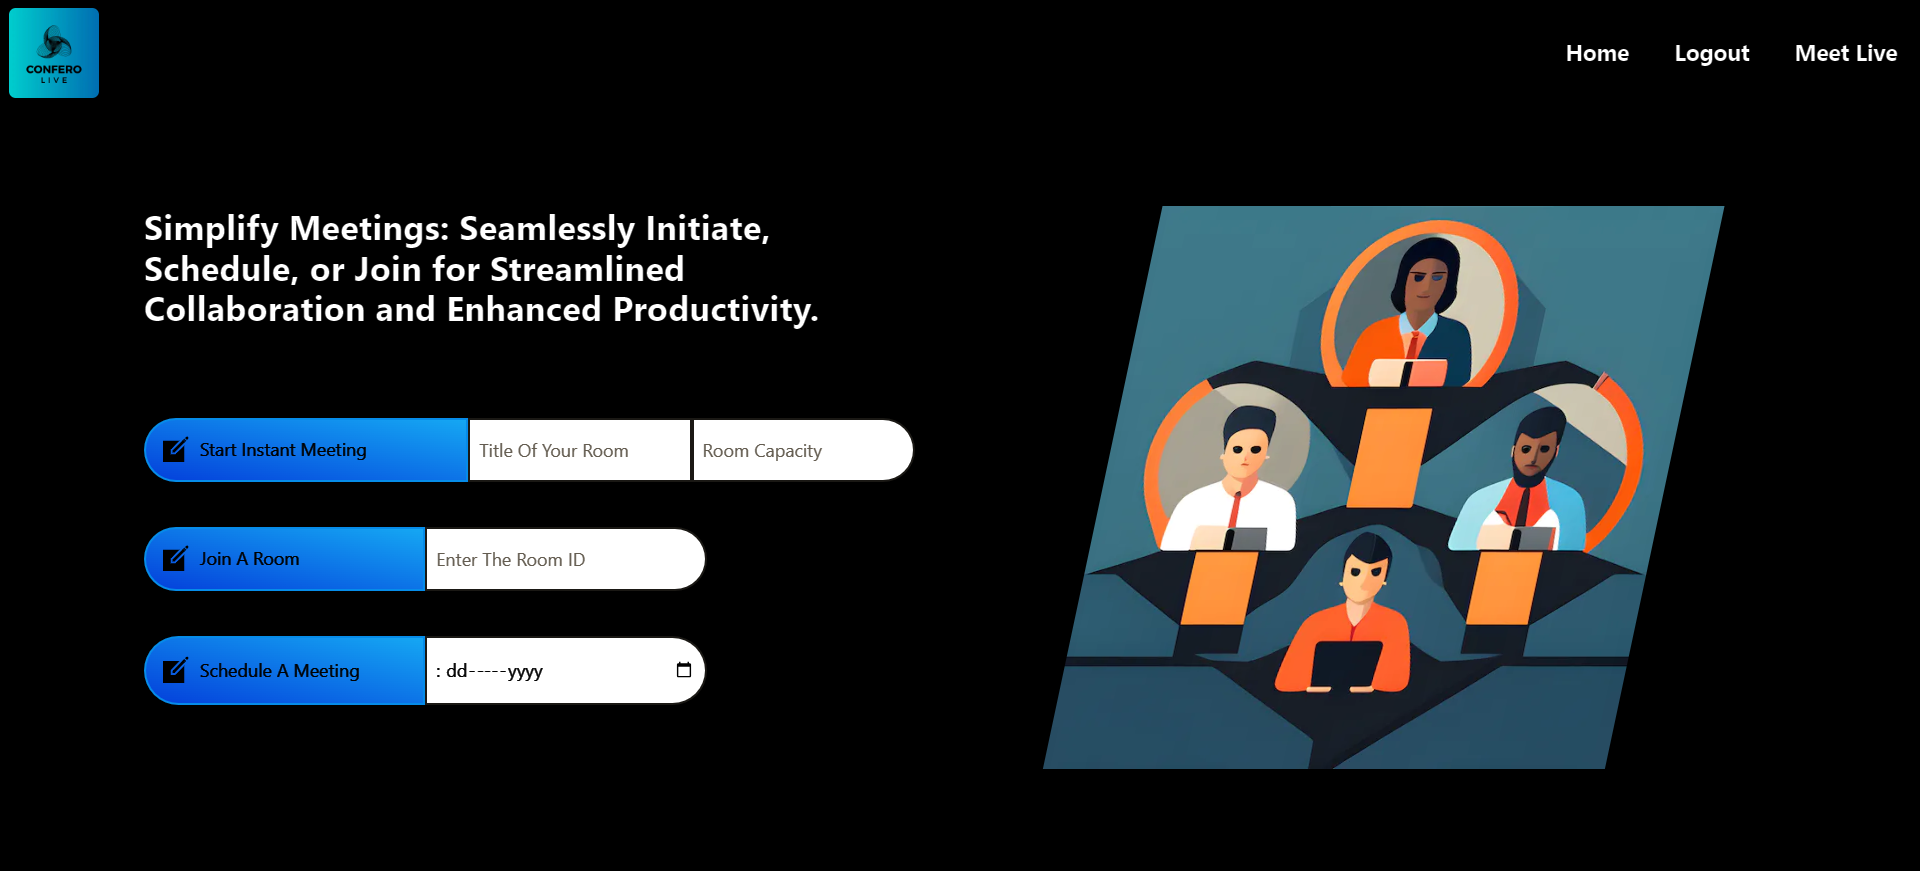 CONFERO
LIVE
Home
Logout
Meet Live
Simplify Meetings: Seamlessly Initiate,
Schedule, or Join for Streamlined
Collaboration and Enhanced Productivity.
Start Instant Meeting
Title Of Your Room
Room Capacity
Join A Room
Enter The Room ID
Schedule A Meeting
: dd-----yyyy